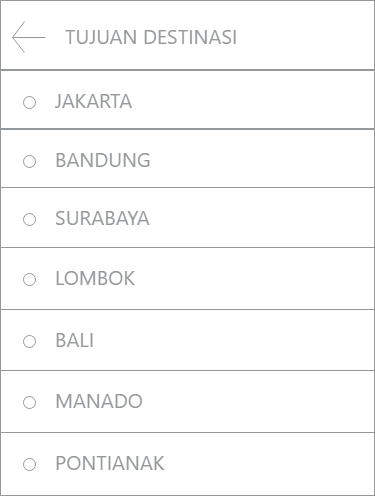 TUJUAN DESTINASI
JAKARTA
BANDUNG
SURABAYA
LOMBOK
BALI
MANADO
PONTIANAK